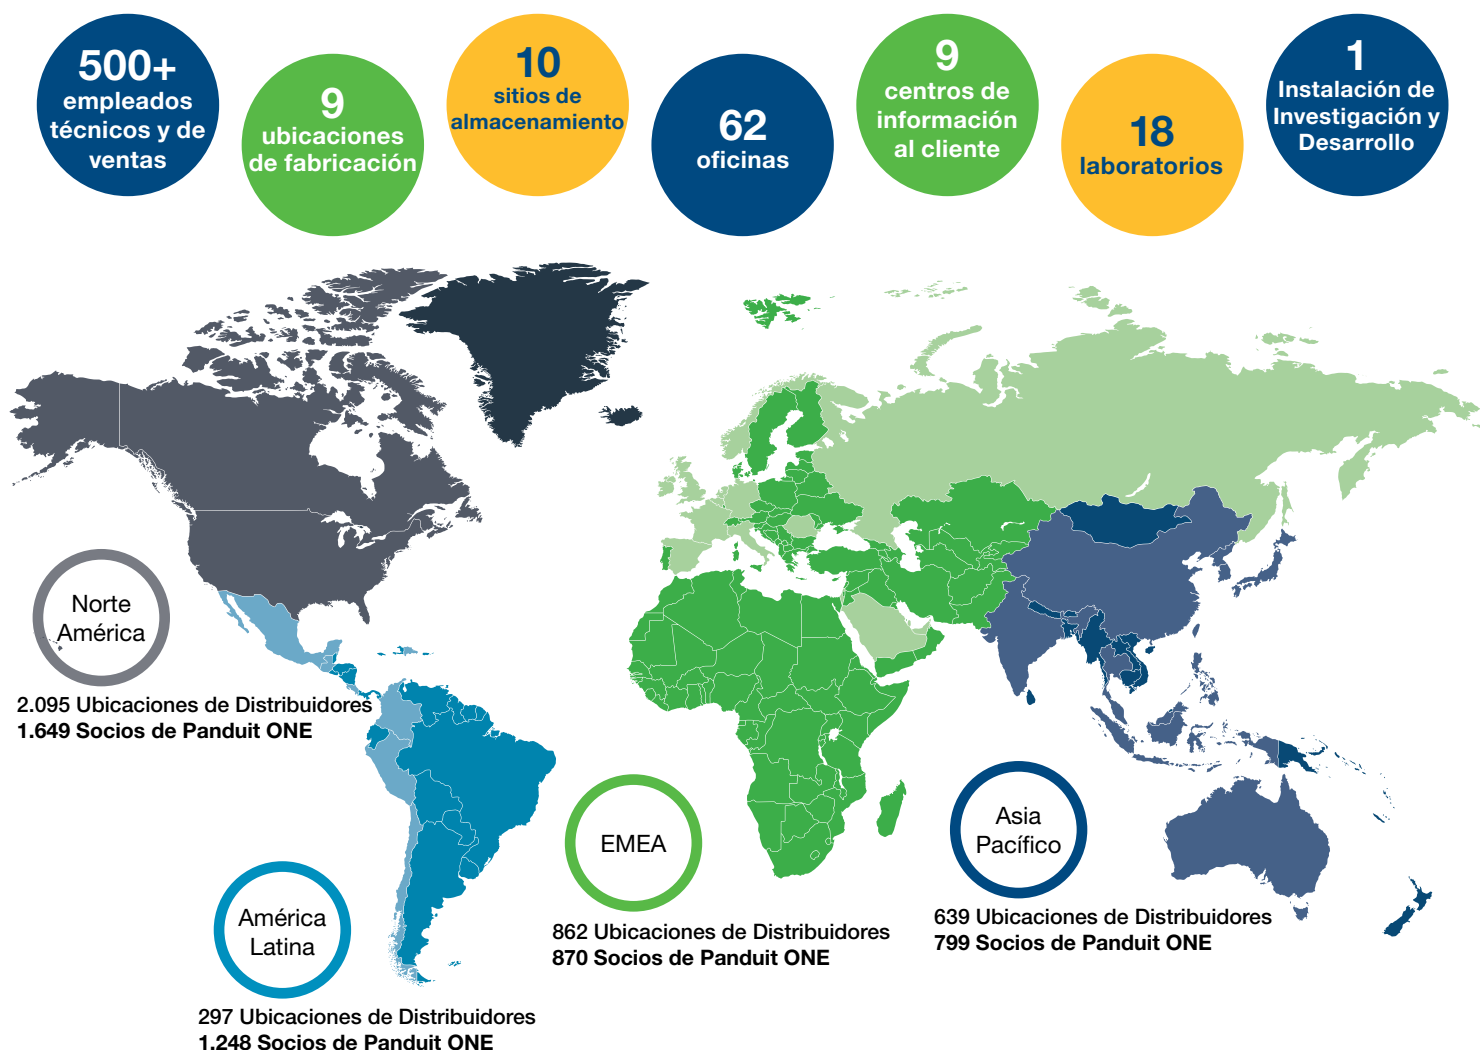 500+
empleados
técnicos y de
ventas
9
ubicaciones
de fabricación
10
sitios de
almacenamiento
62
oficinas
9
centros de
información
al cliente
18
laboratorios
1
Instalación de
Investigación y
Desarrollo
Norte
América
2.095 Ubicaciones de Distribuidores
1.649 Socios de Panduit ONE
América
Latina
297 Ubicaciones de Distribuidores
1.248 Socios de Panduit ONE
EMEA
862 Ubicaciones de Distribuidores
870 Socios de Panduit ONE
Asia
Pacífico
639 Ubicaciones de Distribuidores
799 Socios de Panduit ONE